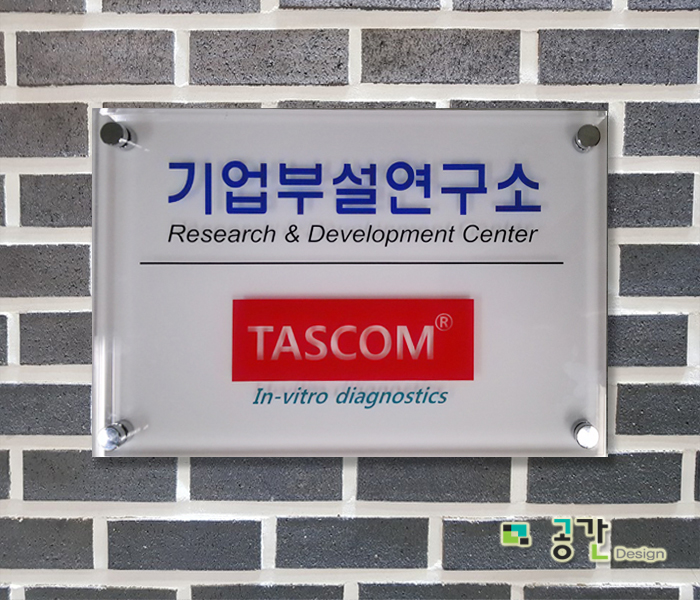 기업부설연구소
Research & Development Center
TASCOM®
In-vitro diagnostics
공간 Design